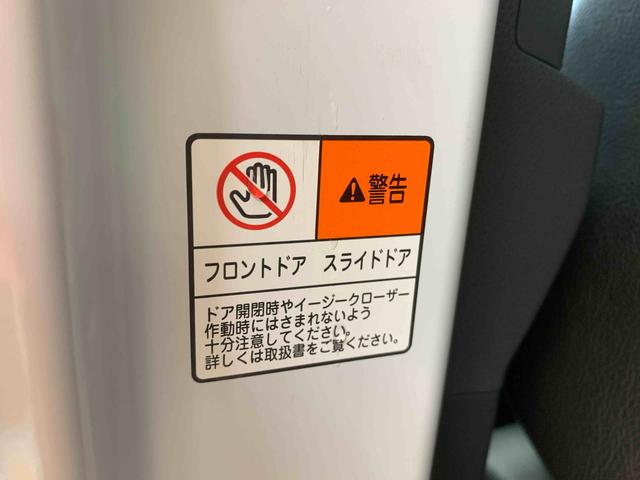 警告
フロントドア スライドドア
ドア開閉時やイージークローザー
作動時にはさまれないよう
十分注意してください。
詳しくは取扱書をご覧ください。